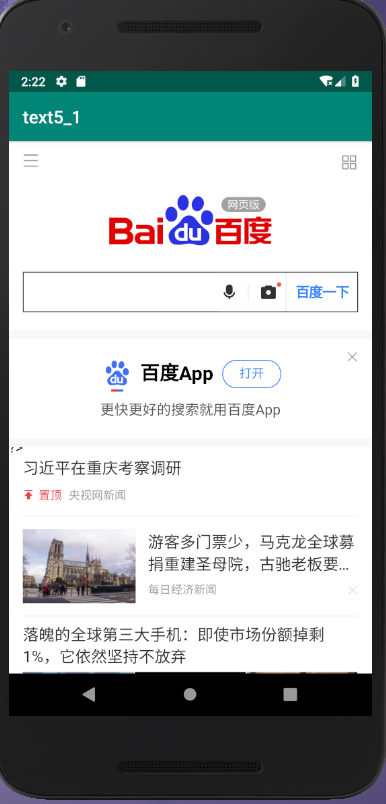 2:22
text5_1
网页版
Bai du 百度
百度一下
du 百度App 打开
更快更好的搜索就用百度App
习近平在重庆考察调研
置顶 央视网新闻
游客多门票少，马克龙全球募
捐重建圣母院，古驰老板要...
每日经济新闻
落魄的全球第三大手机：即使市场份额掉剩
1%，它依然坚持不放弃